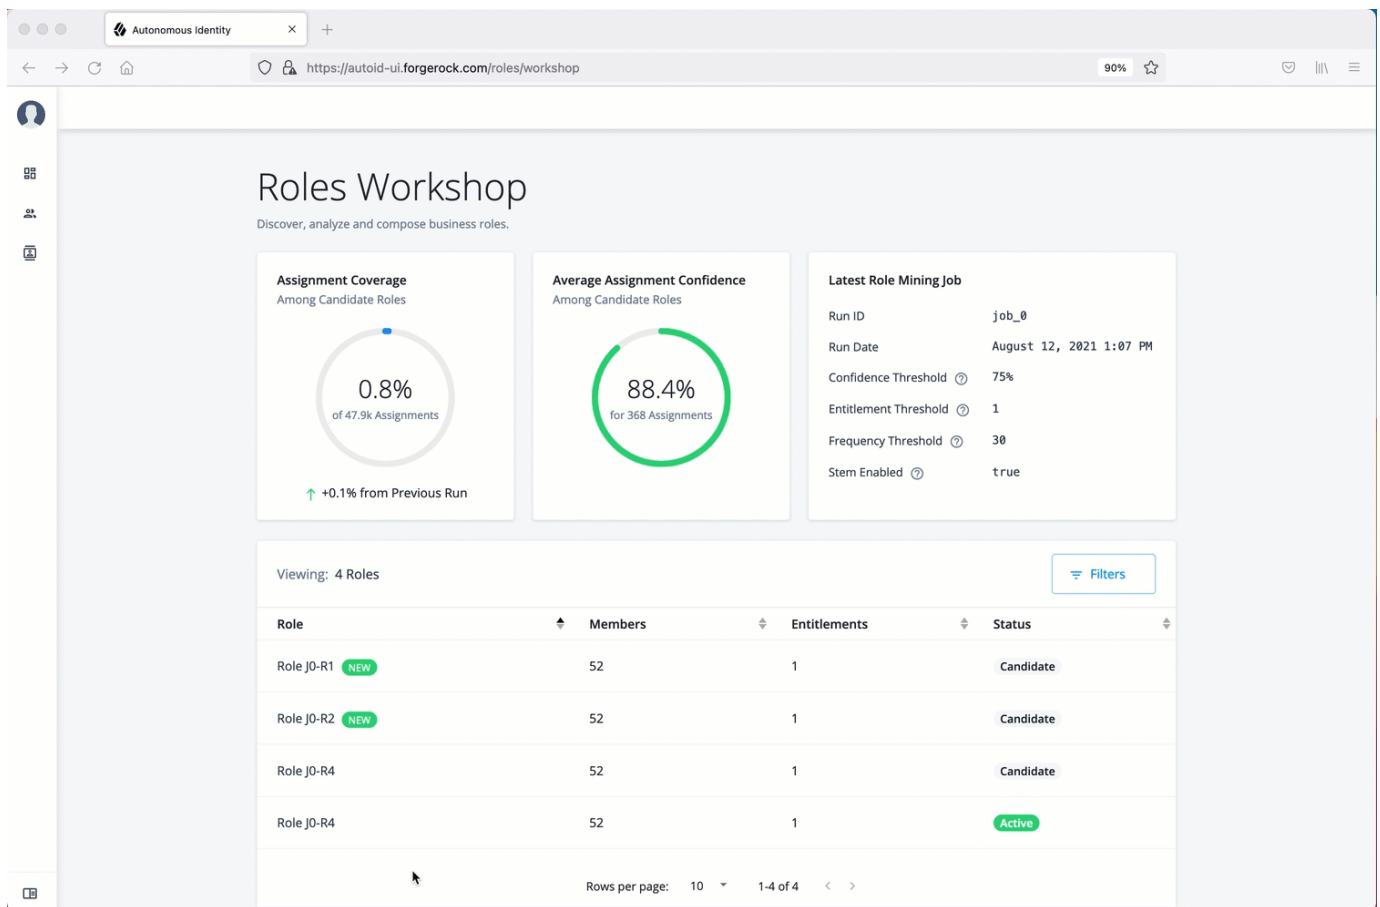 Autonomous Identity
https://autoid-ui.forgerock.com/roles/workshop
90%
Roles Workshop
Discover, analyze and compose business roles.
Assignment Coverage
Among Candidate Roles
0.8%
of 47.9k Assignments
+0.1% from Previous Run
Average Assignment Confidence
Among Candidate Roles
88.4%
for 368 Assignments
Latest Role Mining Job
Run ID job_0
Run Date August 12, 2021 1:07 PM
Confidence Threshold ? 75%
Entitlement Threshold ? 1
Frequency Threshold ? 30
Stem Enabled ? true
Viewing: 4 Roles
Filters
Role Members Entitlements Status
Role J0-R1 NEW 52 1 Candidate
Role J0-R2 NEW 52 1 Candidate
Role J0-R4 52 1 Candidate
Role J0-R4 52 1 Active
Rows per page: 10 1-4 of 4